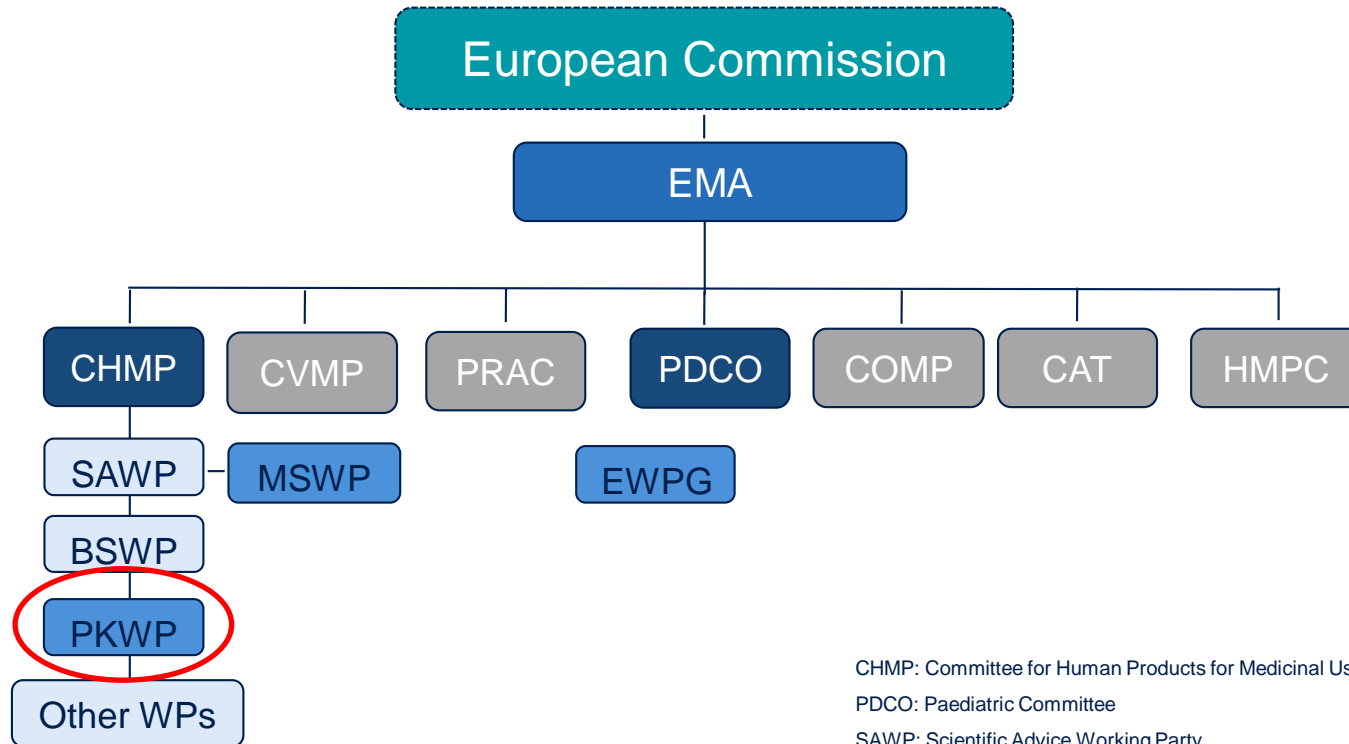 European Commission
EMA
CHMP
CVMP
PRAC
PDCO
COMP
CAT
HMPC
SAWP
MSWP
EWPG
BSWP
PKWP
Other WPs
CHMP: Committee for Human Products for Medicinal Us
PDCO: Paediatric Committee
SAWP: Scientific Advice Working Party